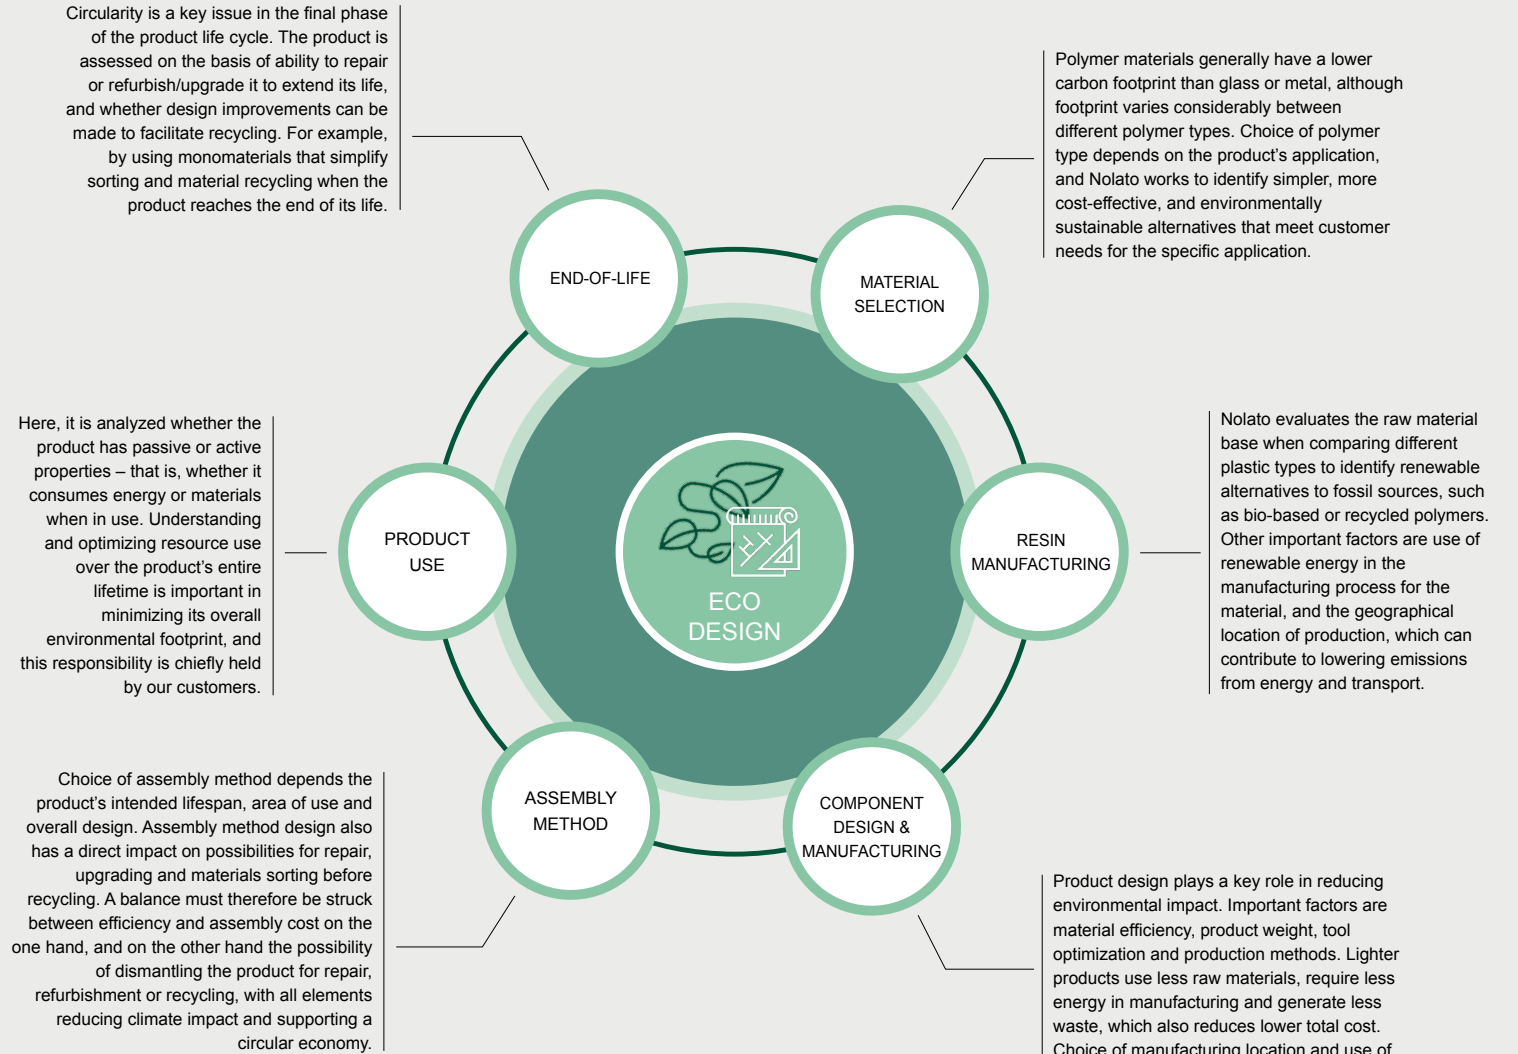 Circularity is a key issue in the final phase
of the product life cycle. The product is
assessed on the basis of ability to repair
or refurbish/upgrade it to extend its life,
and whether design improvements can be
made to facilitate recycling. For example,
by using monomaterials that simplify
sorting and material recycling when the
product reaches the end of its life.
Polymer materials generally have a lower
carbon footprint than glass or metal, although
footprint varies considerably between
different polymer types. Choice of polymer
type depends on the product's application,
and Nolato works to identify simpler, more
cost-effective, and environmentally
sustainable alternatives that meet customer
needs for the specific application.
END-OF-LIFE
MATERIAL
SELECTION
Here, it is analyzed whether the
product has passive or active
properties – that is, whether it
consumes energy or materials
when in use. Understanding
and optimizing resource use
over the product's entire
lifetime is important in
minimizing its overall
environmental footprint, and
this responsibility is chiefly held
by our customers.
PRODUCT
USE
ECO
DESIGN
RESIN
MANUFACTURING
Nolato evaluates the raw material
base when comparing different
plastic types to identify renewable
alternatives to fossil sources, such
as bio-based or recycled polymers.
Other important factors are use of
renewable energy in the
manufacturing process for the
material, and the geographical
location of production, which can
contribute to lowering emissions
from energy and transport.
Choice of assembly method depends the
product's intended lifespan, area of use and
overall design. Assembly method design also
has a direct impact on possibilities for repair,
upgrading and materials sorting before
recycling. A balance must therefore be struck
between efficiency and assembly cost on the
one hand, and on the other hand the possibility
of dismantling the product for repair,
refurbishment or recycling, with all elements
reducing climate impact and supporting a
circular economy.
ASSEMBLY
METHOD
COMPONENT
DESIGN &
MANUFACTURING
Product design plays a key role in reducing
environmental impact. Important factors are
material efficiency, product weight, tool
optimization and production methods. Lighter
products use less raw materials, require less
energy in manufacturing and generate less
waste, which also reduces lower total cost.
Choice of manufacturing location and use of